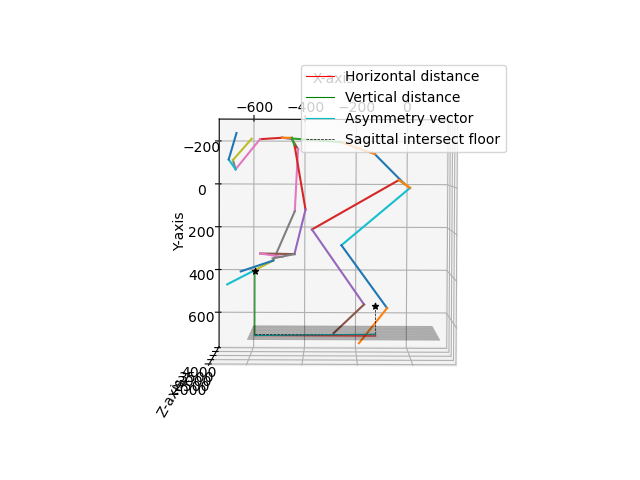 X-axis
Horizontal distance
Vertical distance
Asymmetry vector
Sagittal intersect floor
−600 −400 −200 0
−200
0
200
400
600
Y-axis
4000
Z-axis